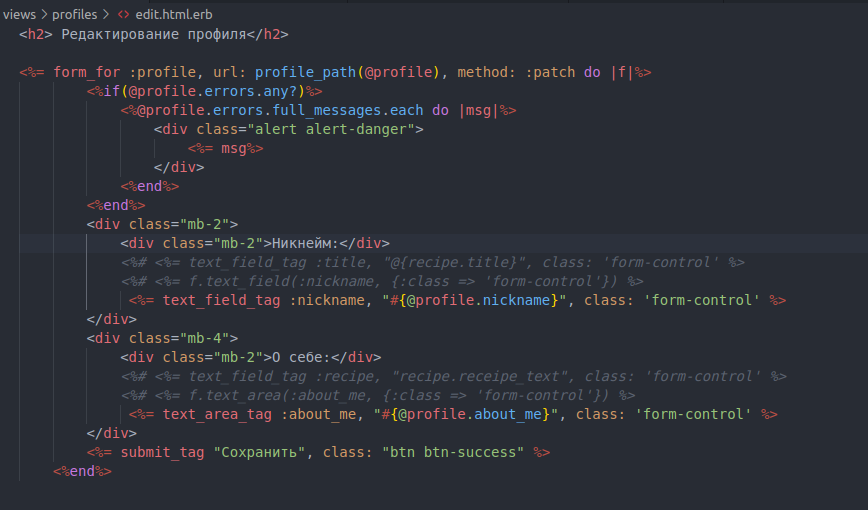 views > profiles > <> edit.html.erb
<h2> Редактирование профиля</h2>
<%= form_for :profile, url: profile_path(@profile), method: :patch do |f|%>
<%if(@profile.errors.any?)%>
<%@profile.errors.full_messages.each do |msg|%>
<div class="alert alert-danger">
<%= msg%>
</div>
<%end%>
<%end%>
<div class="mb-2">
<div class="mb-2">Никнейм:</div>
<%# <%= text_field_tag :title, "@{recipe.title}", class: 'form-control' %>
<%# <%= f.text_field(:nickname, {:class => 'form-control'}) %>
<%= text_field_tag :nickname, "#{@profile.nickname}", class: 'form-control' %>
</div>
<div class="mb-4">
<div class="mb-2">О себе:</div>
<%# <%= text_field_tag :recipe, "recipe.receipe_text", class: 'form-control' %>
<%# <%= f.text_area(:about_me, {:class => 'form-control'}) %>
<%= text_area_tag :about_me, "#{@profile.about_me}", class: 'form-control' %>
</div>
<%= submit_tag "Сохранить", class: "btn btn-success" %>
<%end%>